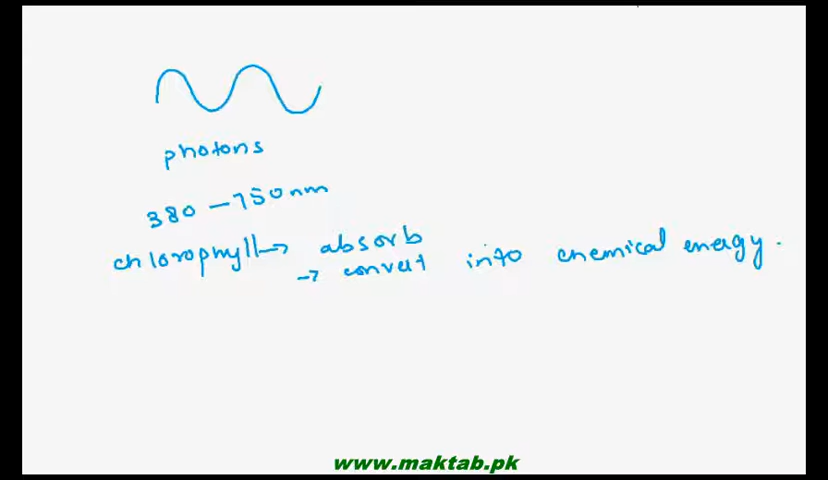 photons
380 - 750nm
chlorophyll → absorb
→ convert into chemical energy.
www.maktab.pk